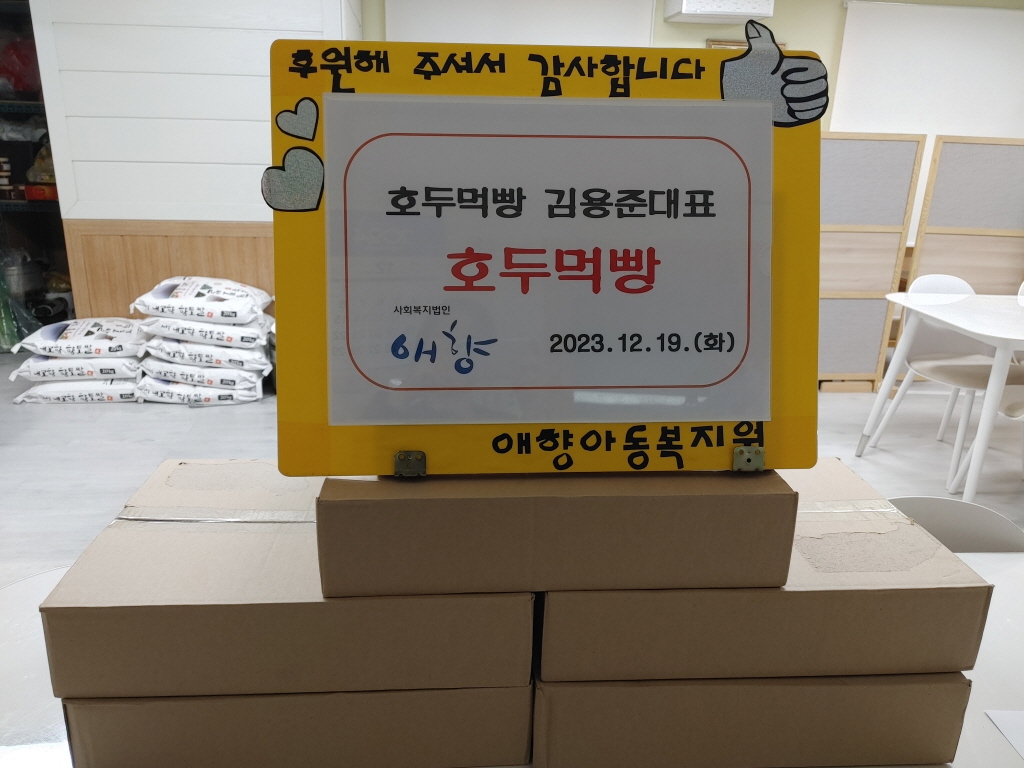 후원해 주셔서 감사합니다
호두먹빵 김용준대표
호두먹빵
사회복지법인
애향
2023.12.19.(화)
애향아동복지원